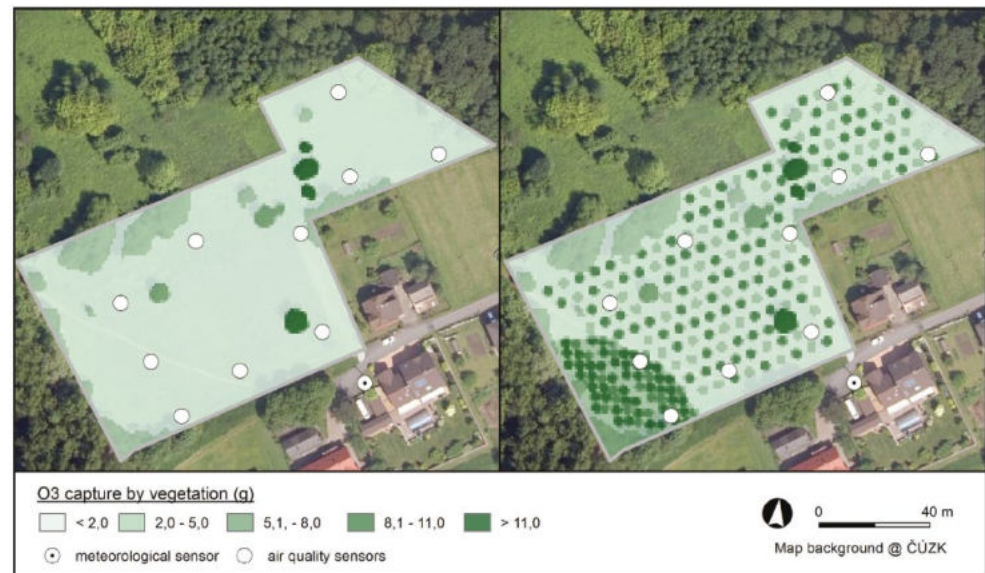 O3 capture by vegetation (g)
< 2,0 2,0 - 5,0 5,1, - 8,0 8,1 - 11,0 > 11,0
meteorological sensor air quality sensors
0 40 m
Map background @ ČÚZK